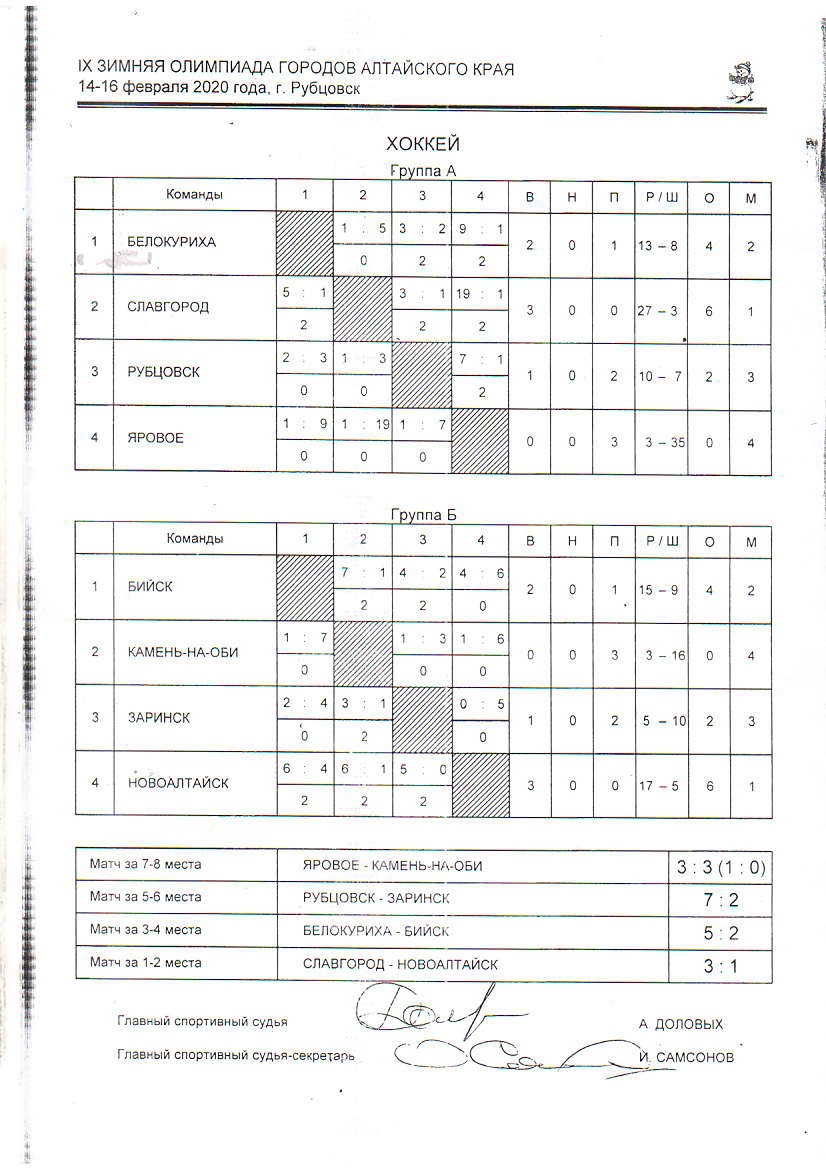 IX ЗИМНЯЯ ОЛИМПИАДА ГОРОДОВ АЛТАЙСКОГО КРАЯ
14-16 февраля 2020 года, г. Рубцовск
ХОККЕЙ
Группа А
Команды 1 2 3 4 В Н П Р / Ш О М
1 : 5 3 : 2 9 : 1
1 БЕЛОКУРИХА 2 0 1 13 – 8 4 2
0 2 2
5 : 1 3 : 1 19 : 1
2 СЛАВГОРОД 3 0 0 27 – 3 6 1
2 2 2
2 : 3 1 : 3 7 : 1
3 РУБЦОВСК 1 0 2 10 – 7 2 3
0 0 2
1 : 9 1 : 19 1 : 7
4 ЯРОВОЕ 0 0 3 3 – 35 0 4
0 0 0
Группа Б
Команды 1 2 3 4 В Н П Р / Ш О М
7 : 1 4 : 2 4 : 6
1 БИЙСК 2 0 1 15 – 9 4 2
2 2 0
1 : 7 1 : 3 1 : 6
2 КАМЕНЬ-НА-ОБИ 0 0 3 3 – 16 0 4
0 0 0
2 : 4 3 : 1 0 : 5
3 ЗАРИНСК 1 0 2 5 – 10 2 3
0 2 0
6 : 4 6 : 1 5 : 0
4 НОВОАЛТАЙСК 3 0 0 17 – 5 6 1
2 2 2
Матч за 7-8 места ЯРОВОЕ - КАМЕНЬ-НА-ОБИ 3 : 3 (1 : 0)
Матч за 5-6 места РУБЦОВСК - ЗАРИНСК 7 : 2
Матч за 3-4 места БЕЛОКУРИХА - БИЙСК 5 : 2
Матч за 1-2 места СЛАВГОРОД - НОВОАЛТАЙСК 3 : 1
Главный спортивный судья А. ДОЛОВЫХ
Главный спортивный судья-секретарь И. САМСОНОВ